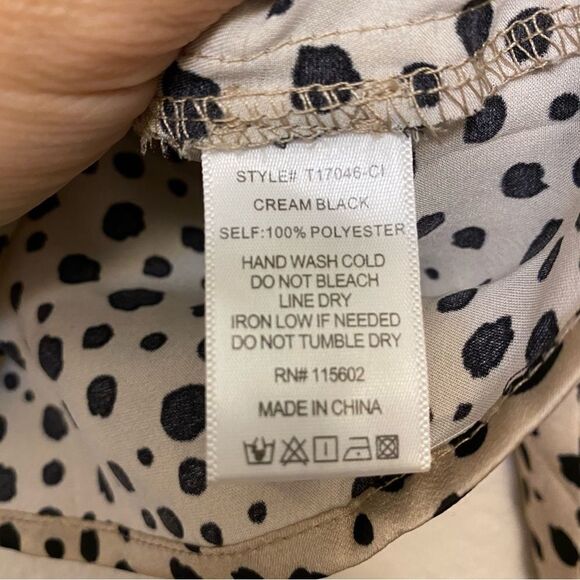 STYLE# T17046-CI
CREAM BLACK
SELF:100% POLYESTER
HAND WASH COLD
DO NOT BLEACH
LINE DRY
IRON LOW IF NEEDED
DO NOT TUMBLE DRY
RN# 115602
MADE IN CHINA